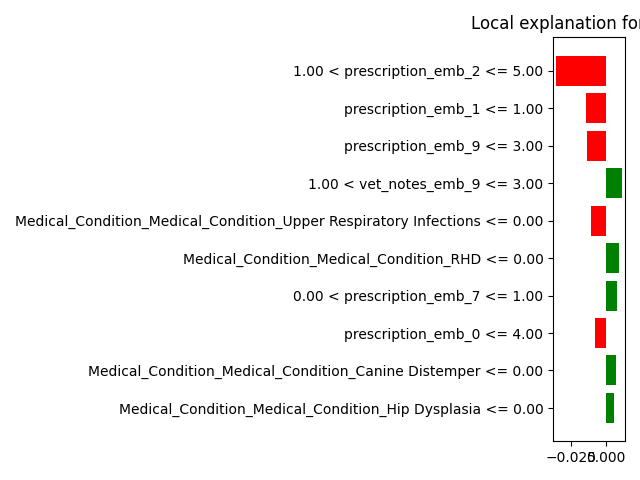 Local explanation for
1.00 < prescription_emb_2 <= 5.00
prescription_emb_1 <= 1.00
prescription_emb_9 <= 3.00
1.00 < vet_notes_emb_9 <= 3.00
Medical_Condition_Medical_Condition_Upper Respiratory Infections <= 0.00
Medical_Condition_Medical_Condition_RHD <= 0.00
0.00 < prescription_emb_7 <= 1.00
prescription_emb_0 <= 4.00
Medical_Condition_Medical_Condition_Canine Distemper <= 0.00
Medical_Condition_Medical_Condition_Hip Dysplasia <= 0.00
−0.025 0.000